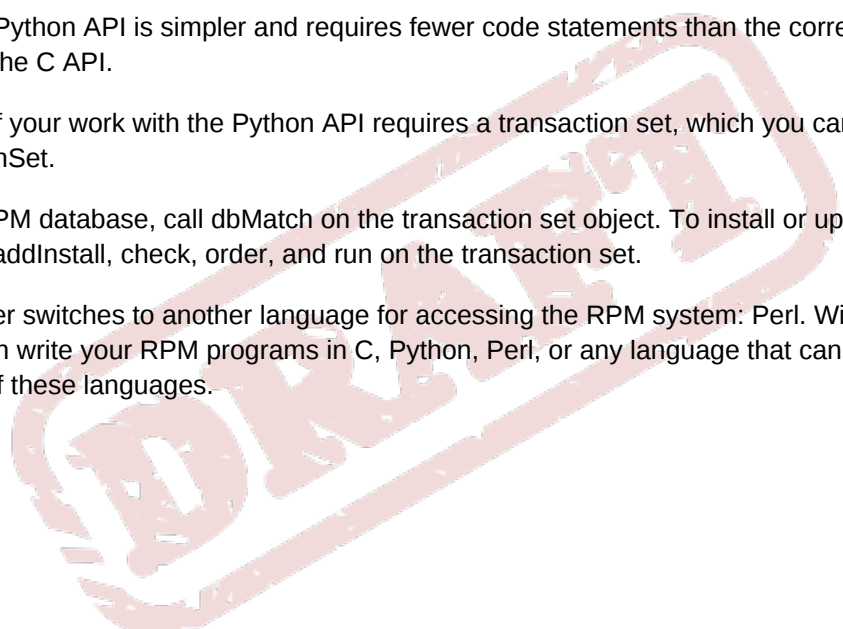 Python API is simpler and requires fewer code statements than the corre
he C API.
f your work with the Python API requires a transaction set, which you ca
nSet.
PM database, call dbMatch on the transaction set object. To install or up
addInstall, check, order, and run on the transaction set.
er switches to another language for accessing the RPM system: Perl. Wi
n write your RPM programs in C, Python, Perl, or any language that can
f these languages.
DRAFT